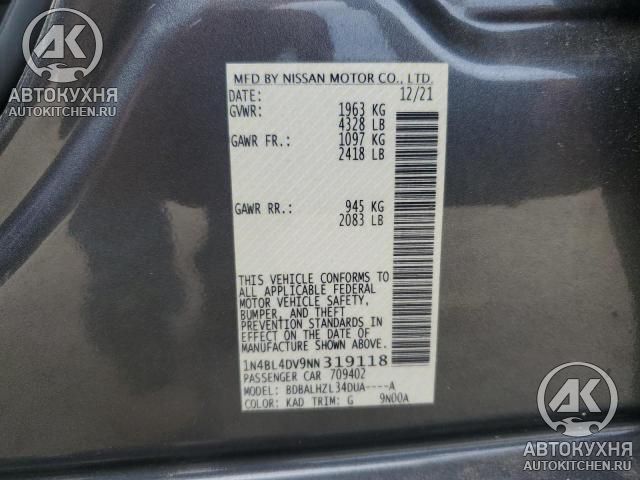 AK
АВТОКУХНЯ
AUTOKITCHEN.RU
MFD BY NISSAN MOTOR CO., LTD.
DATE: 12/21
GVWR: 1963 KG
4328 LB
GAWR FR.: 1097 KG
2418 LB
GAWR RR.: 945 KG
2083 LB
THIS VEHICLE CONFORMS TO
ALL APPLICABLE FEDERAL
MOTOR VEHICLE SAFETY,
BUMPER, AND THEFT
PREVENTION STANDARDS IN
EFFECT ON THE DATE OF
MANUFACTURE SHOWN ABOVE.
1N4BL4DV9NN319118
PASSENGER CAR 709402
MODEL: BDBALHZL34DUA----A
COLOR: KAD TRIM: G 9N00A
AK
АВТОКУХНЯ
AUTOKITCHEN.RU